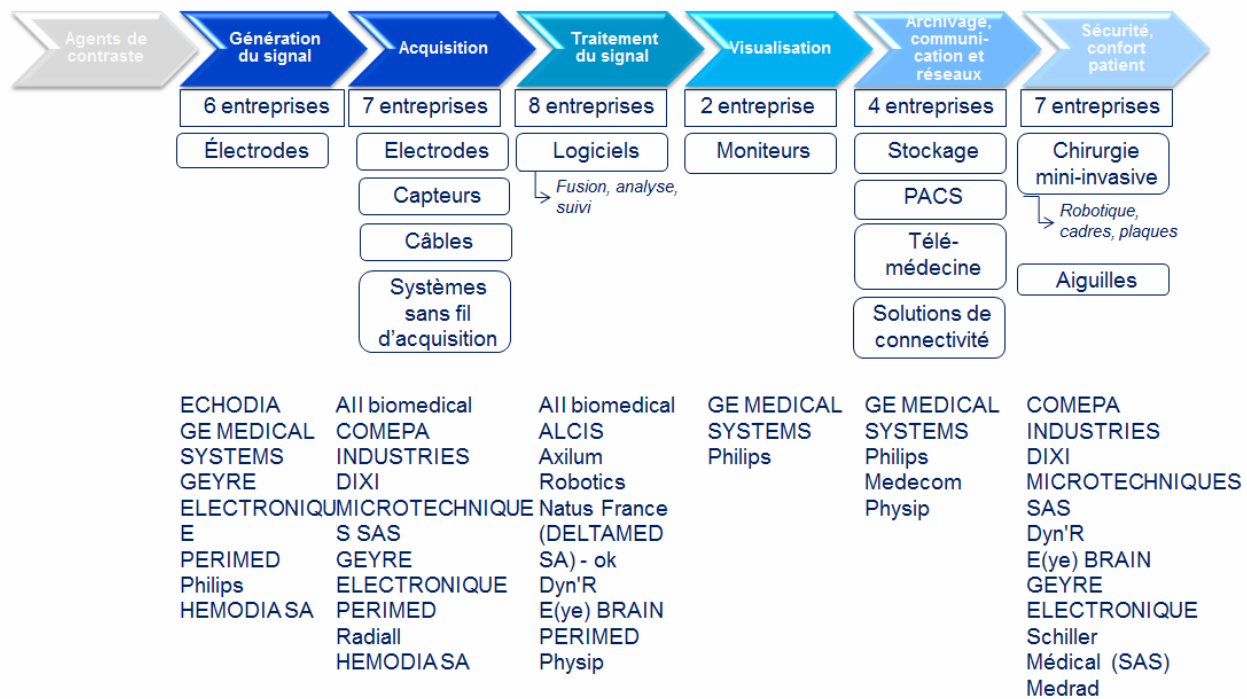 Agents de
contraste
Génération
du signal
Acquisition
Traitement
du signal
Visualisation
Archivage,
communi-
cation et
réseaux
Sécurité,
confort
patient
6 entreprises
7 entreprises
8 entreprises
2 entreprise
4 entreprises
7 entreprises
Électrodes
Electrodes
Capteurs
Câbles
Systèmes
sans fil
d'acquisition
Logiciels
Fusion, analyse,
suivi
Moniteurs
Stockage
PACS
Télé-
médecine
Solutions de
connectivité
Chirurgie
mini-invasive
Robotique,
cadres, plaques
Aiguilles
ECHODIA
GE MEDICAL
SYSTEMS
GEYRE
ELECTRONIQU
E
PERIMED
Philips
HEMODIA SA
All biomedical
COMEPA
INDUSTRIES
DIXI
MICROTECHNIQUE
S SAS
GEYRE
ELECTRONIQUE
PERIMED
Radiall
HEMODIA SA
All biomedical
ALCIS
Axilum
Robotics
Natus France
(DELTAMED
SA) - ok
Dyn'R
E(ye) BRAIN
PERIMED
Physip
GE MEDICAL
SYSTEMS
Philips
GE MEDICAL
SYSTEMS
Philips
Medecom
Physip
COMEPA
INDUSTRIES
DIXI
MICROTECHNIQUES
SAS
Dyn'R
E(ye) BRAIN
GEYRE
ELECTRONIQUE
Schiller
Médical (SAS)
Medrad